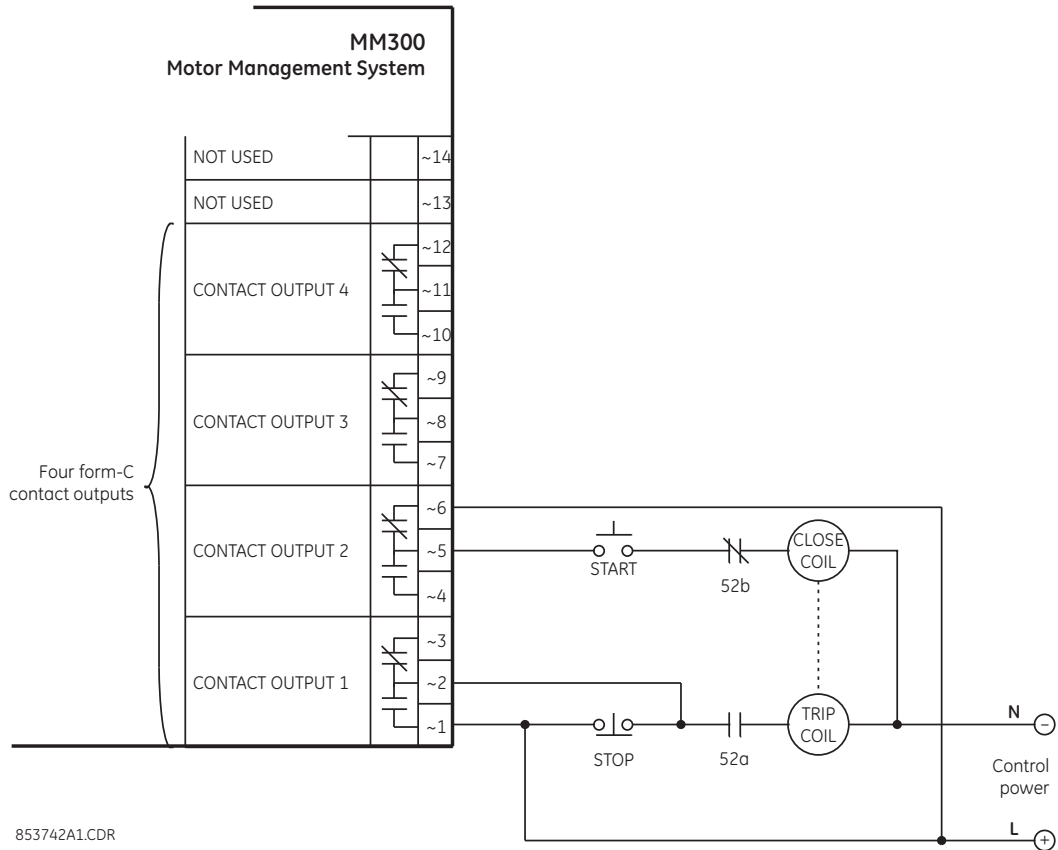 MM300
Motor Management System
NOT USED
~14
NOT USED
~13
~12
CONTACT OUTPUT 4
~11
~10
~9
CONTACT OUTPUT 3
~8
~7
Four form-C
contact outputs
~6
CONTACT OUTPUT 2
~5
~4
START
52b
CLOSE
COIL
~3
CONTACT OUTPUT 1
~2
~1
STOP
52a
TRIP
COIL
N
-
Control
power
L
+
853742A1.CDR